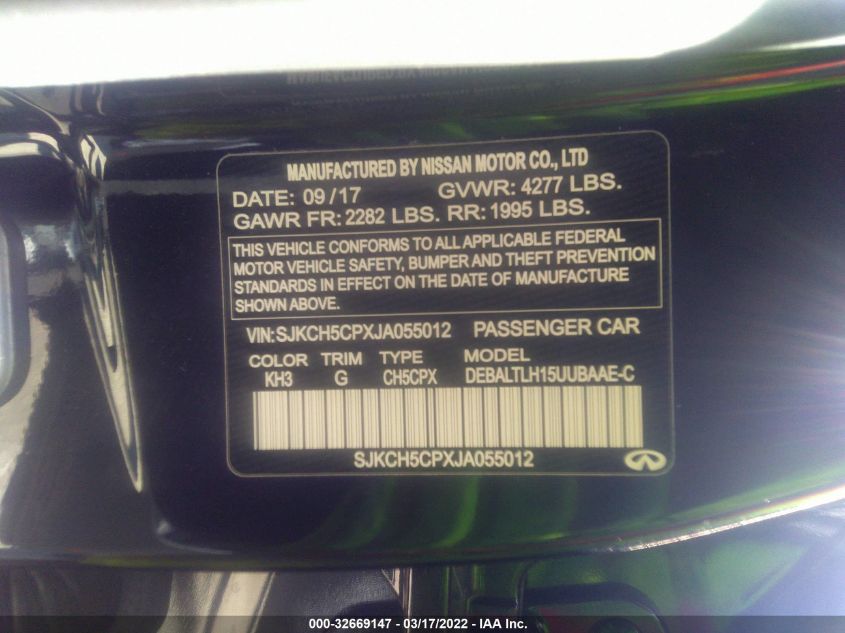 MANUFACTURED BY NISSAN MOTOR CO., LTD
DATE: 09/17 GVWR: 4277 LBS.
GAWR FR: 2282 LBS. RR: 1995 LBS.
THIS VEHICLE CONFORMS TO ALL APPLICABLE FEDERAL
MOTOR VEHICLE SAFETY, BUMPER AND THEFT PREVENTION
STANDARDS IN EFFECT ON THE DATE OF MANUFACTURE
SHOWN ABOVE.
VIN:SJKCH5CPXJA055012 PASSENGER CAR
COLOR TRIM TYPE MODEL
KH3 G CH5CPX DEBALTLH15UUBAAE-C
SJKCH5CPXJA055012
000-32669147 - 03/17/2022 - IAA Inc.